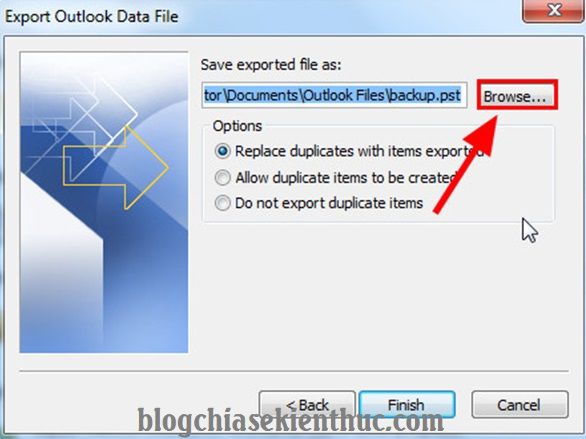 Export Outlook Data File
Save exported file as:
tor\Documents\Outlook Files\backup.pst
Browse...
Options
Replace duplicates with items exported
Allow duplicate items to be created
Do not export duplicate items
< Back
Finish
Cancel
blogchiasekienthuc.com